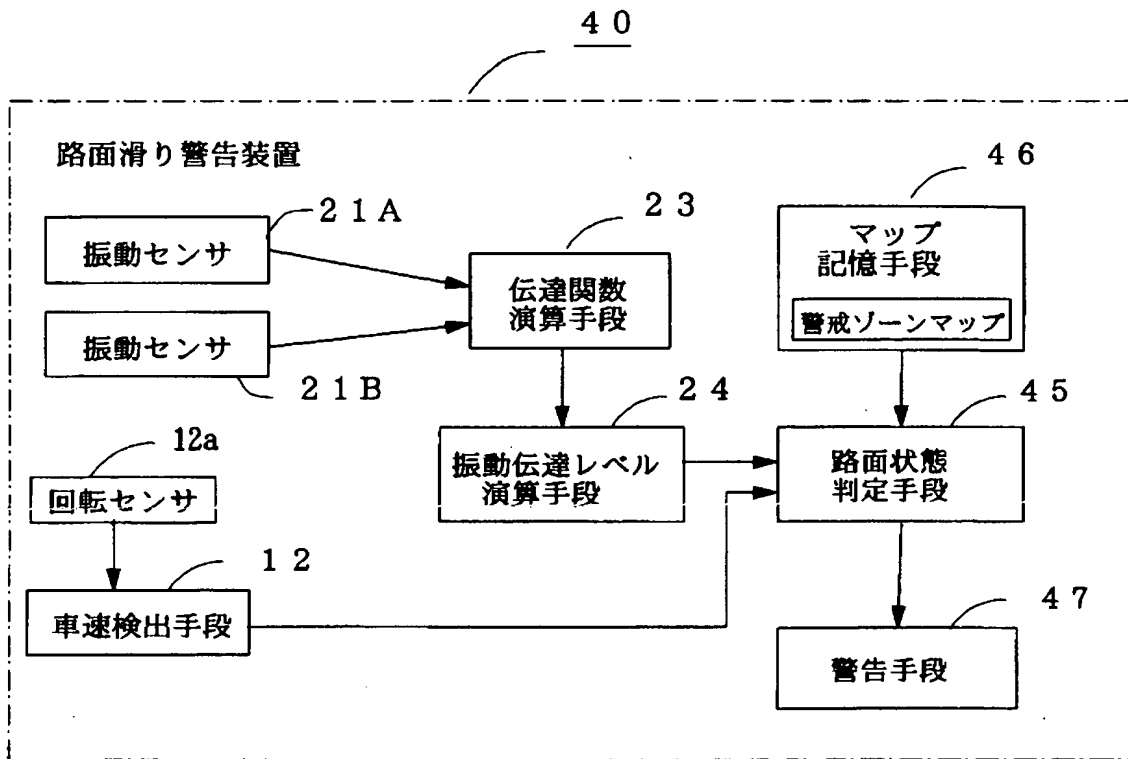 ４０
路面滑り警告装置
２１A
振動センサ
振動センサ
２１B
２３
伝達関数
演算手段
４６
マップ
記憶手段
警戒ゾーンマップ
２４
振動伝達レベル
演算手段
４５
路面状態
判定手段
12a
回転センサ
１２
車速検出手段
４７
警告手段